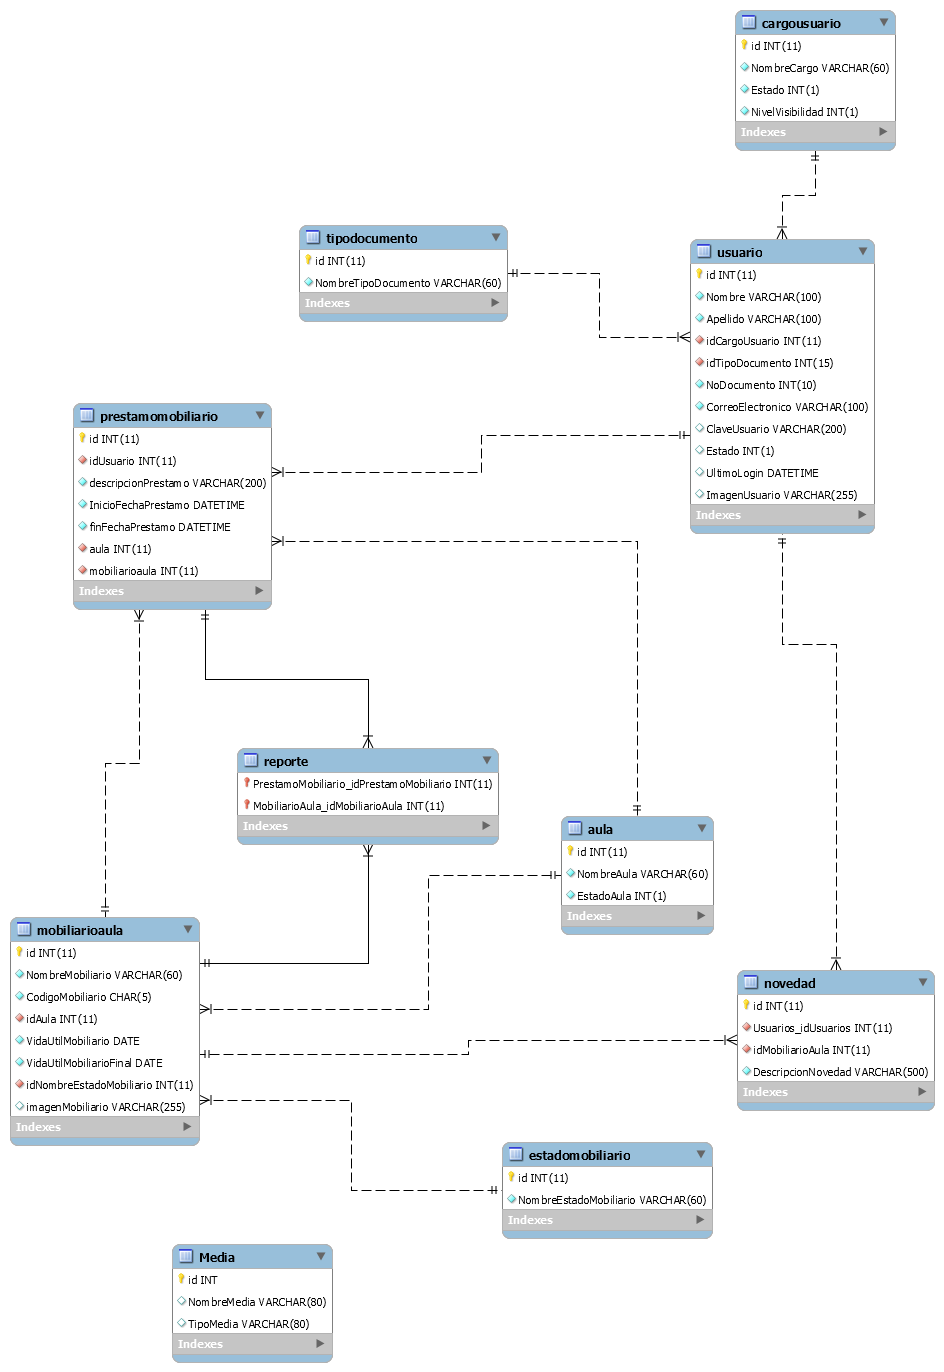 cargousuario
id INT(11)
NombreCargo VARCHAR(60)
Estado INT(1)
NivelVisibilidad INT(1)
Indexes
tipodocumento
id INT(11)
NombreTipoDocumento VARCHAR(60)
Indexes
usuario
id INT(11)
Nombre VARCHAR(100)
Apellido VARCHAR(100)
idCargoUsuario INT(11)
idTipoDocumento INT(15)
NoDocumento INT(10)
CorreoElectronico VARCHAR(100)
ClaveUsuario VARCHAR(200)
Estado INT(1)
UltimoLogin DATETIME
ImagenUsuario VARCHAR(255)
Indexes
prestamomobiliario
id INT(11)
idUsuario INT(11)
descripcionPrestamo VARCHAR(200)
InicioFechaPrestamo DATETIME
finFechaPrestamo DATETIME
aula INT(11)
mobiliarioaula INT(11)
Indexes
reporte
PrestamoMobiliario_idPrestamoMobiliario INT(11)
MobiliarioAula_idMobiliarioAula INT(11)
Indexes
aula
id INT(11)
NombreAula VARCHAR(60)
EstadoAula INT(1)
Indexes
mobiliarioaula
id INT(11)
NombreMobiliario VARCHAR(60)
CodigoMobiliario CHAR(5)
idAula INT(11)
VidaUtilMobiliario DATE
VidaUtilMobiliarioFinal DATE
idNombreEstadoMobiliario INT(11)
imagenMobiliario VARCHAR(255)
Indexes
novedad
id INT(11)
Usuarios_idUsuarios INT(11)
idMobiliarioAula INT(11)
DescripcionNovedad VARCHAR(500)
Indexes
estadomobiliario
id INT(11)
NombreEstadoMobiliario VARCHAR(60)
Indexes
Media
id INT
NombreMedia VARCHAR(80)
TipoMedia VARCHAR(80)
Indexes